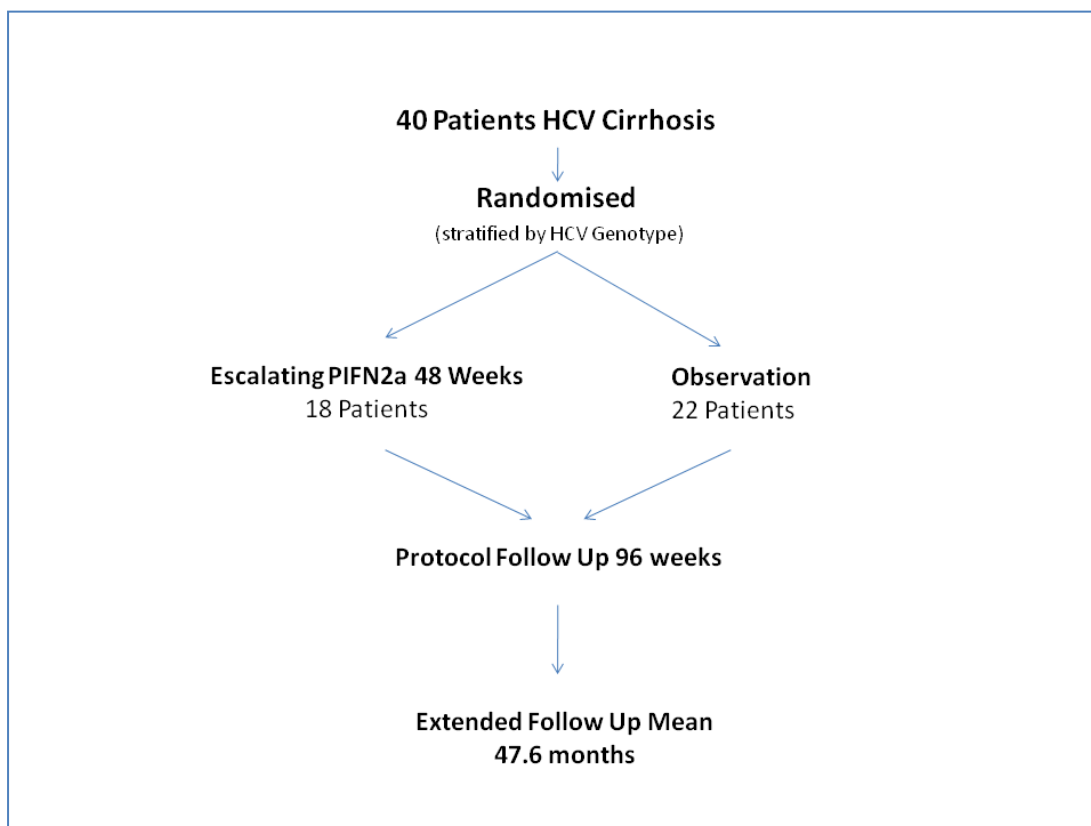 40 Patients HCV Cirrhosis
Randomised
(stratified by HCV Genotype)
Escalating PIFN2a 48 Weeks
18 Patients
Observation
22 Patients
Protocol Follow Up 96 weeks
Extended Follow Up Mean
47.6 months